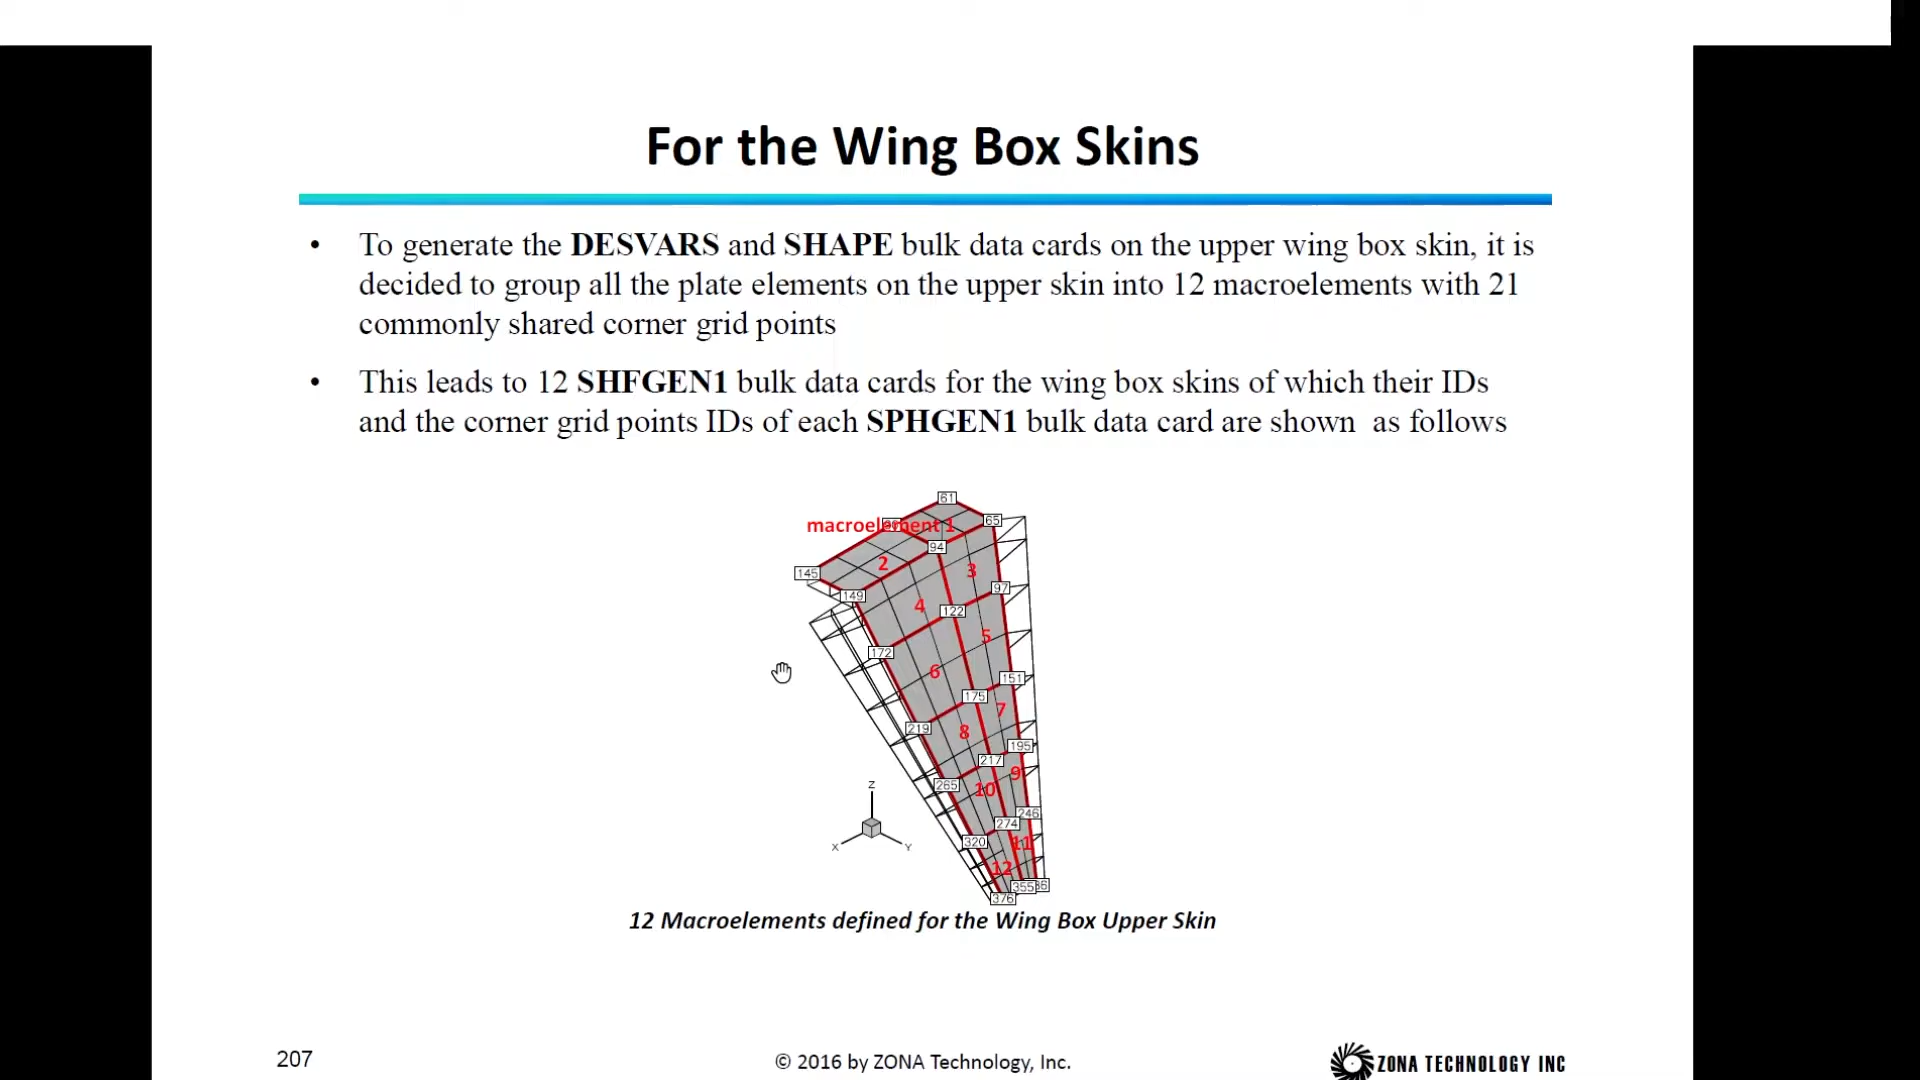 For the Wing Box Skins
• To generate the DESVARS and SHAPE bulk data cards on the upper wing box skin, it is
decided to group all the plate elements on the upper skin into 12 macroelements with 21
commonly shared corner grid points
• This leads to 12 SHFGEN1 bulk data cards for the wing box skins of which their IDs
and the corner grid points IDs of each SPHGEN1 bulk data card are shown as follows
61
macroelement 1
65
94
2
3
145
97
149
4
122
5
172
6
151
175
7
219
8
195
217
9
265
10
246
274
320
11
12
355
376
Z
X
Y
12 Macroelements defined for the Wing Box Upper Skin
207
© 2016 by ZONA Technology, Inc.
ZONA TECHNOLOGY INC